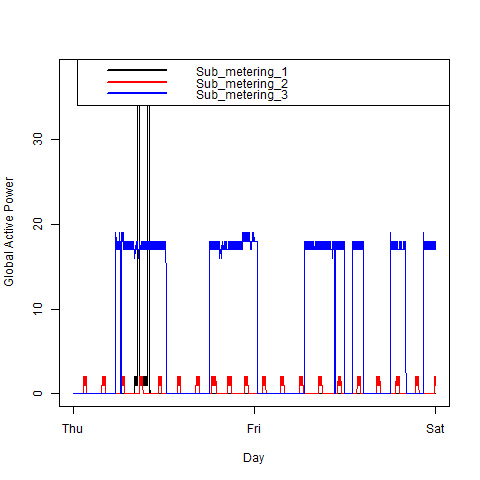 Sub_metering_1
Sub_metering_2
Sub_metering_3
30
20
10
0
Global Active Power
Thu Fri Sat
Day